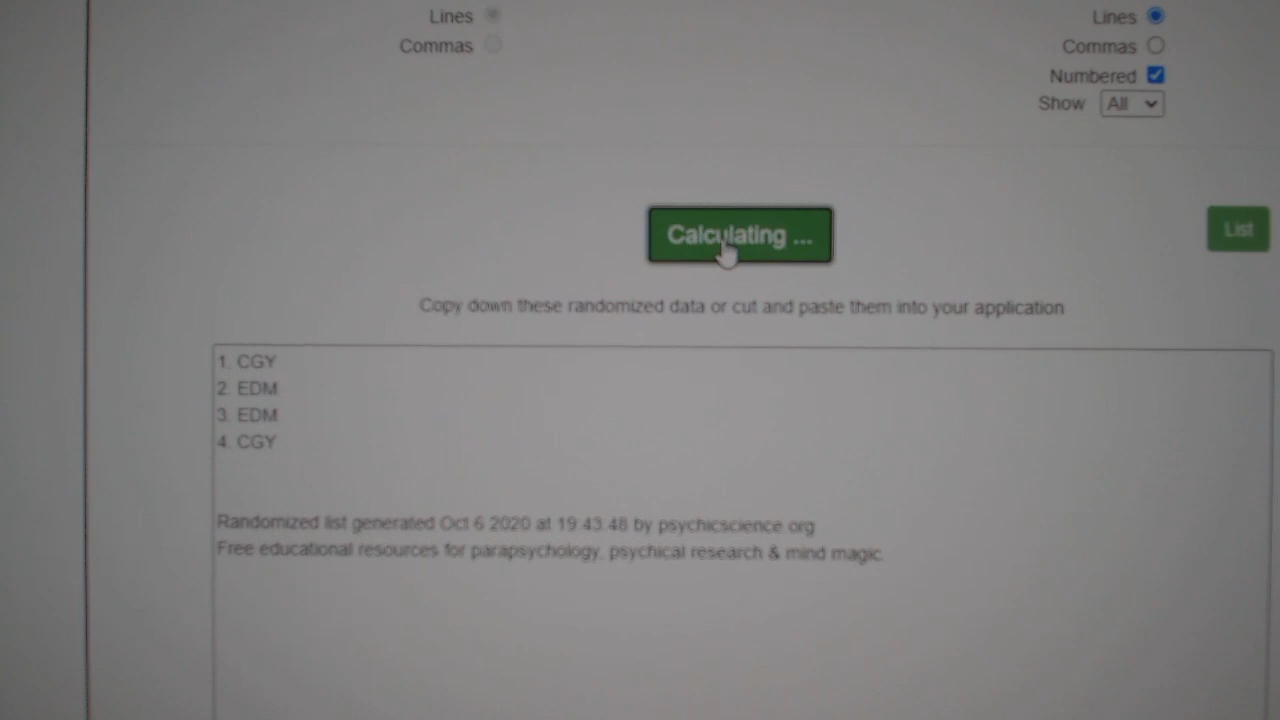 Lines
Lines
Commas
Commas
Numbered
Show All
Calculating ...
List
Copy down these randomized data or cut and paste them into your application
1. CGY
2. EDM
3. EDM
4. CGY
Randomized list generated Oct 6 2020 at 19:43:48 by psychicscience.org
Free educational resources for parapsychology, psychical research & mind magic.